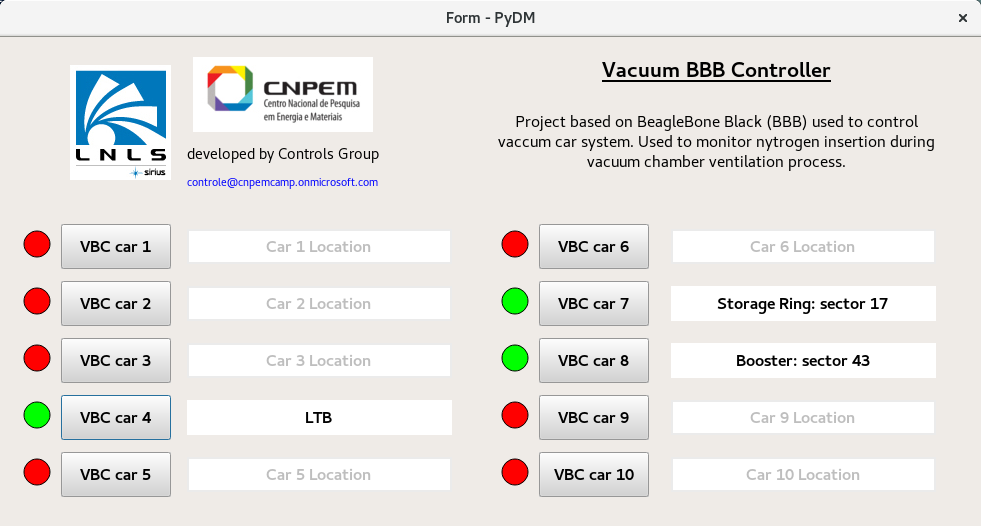 Form - PyDM
×
LNLS
sirius
CNPEM
Centro Nacional de Pesquisa
em Energia e Materiais
developed by Controls Group
controle@cnpemcamp.onmicrosoft.com
Vacuum BBB Controller
Project based on BeagleBone Black (BBB) used to control
vaccum car system. Used to monitor nytrogen insertion during
vacuum chamber ventilation process.
VBC car 1
Car 1 Location
VBC car 2
Car 2 Location
VBC car 3
Car 3 Location
VBC car 4
LTB
VBC car 5
Car 5 Location
VBC car 6
Car 6 Location
VBC car 7
Storage Ring: sector 17
VBC car 8
Booster: sector 43
VBC car 9
Car 9 Location
VBC car 10
Car 10 Location